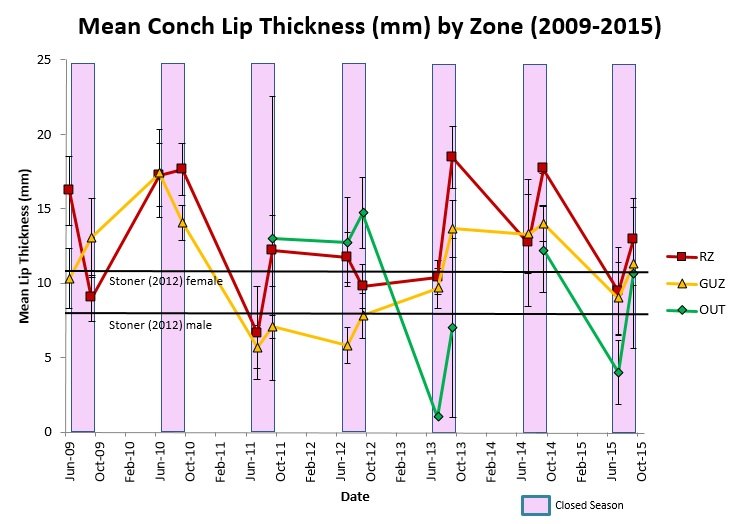 Mean Conch Lip Thickness (mm) by Zone (2009-2015)
25
20
15
10
5
0
Mean Lip Thickness (mm)
Stoner (2012) female
Stoner (2012) male
RZ
GUZ
OUT
Jun-09
Oct-09
Feb-10
Jun-10
Oct-10
Feb-11
Jun-11
Oct-11
Feb-12
Jun-12
Oct-12
Feb-13
Jun-13
Oct-13
Feb-14
Jun-14
Oct-14
Feb-15
Jun-15
Oct-15
Date
Closed Season